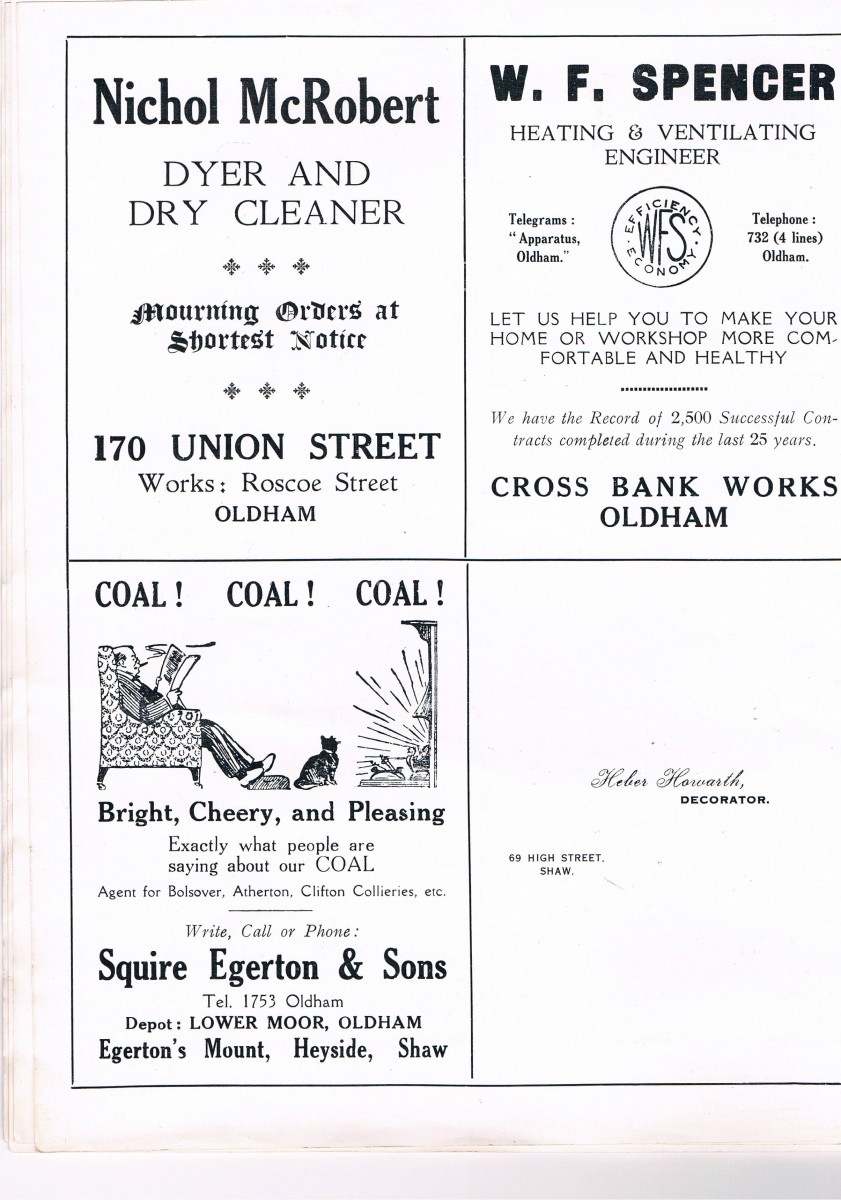 Nichol McRobert
DYER AND
DRY CLEANER
Mourning Orders at
Shortest Notice
170 UNION STREET
Works: Roscoe Street
OLDHAM
W. F. SPENCER
HEATING & VENTILATING
ENGINEER
Telegrams:
"Apparatus,
Oldham."
EFFICIENCY
WFS
ECONOMY
Telephone:
732 (4 lines)
Oldham.
LET US HELP YOU TO MAKE YOUR
HOME OR WORKSHOP MORE COM-
FORTABLE AND HEALTHY
We have the Record of 2,500 Successful Con-
tracts completed during the last 25 years.
CROSS BANK WORKS
OLDHAM
COAL! COAL! COAL!
Bright, Cheery, and Pleasing
Exactly what people are
saying about our COAL
Agent for Bolsover, Atherton, Clifton Collieries, etc.
Write, Call or Phone:
Squire Egerton & Sons
Tel. 1753 Oldham
Depot: LOWER MOOR, OLDHAM
Egerton's Mount, Heyside, Shaw
Heber Howarth,
DECORATOR.
69 HIGH STREET,
SHAW.